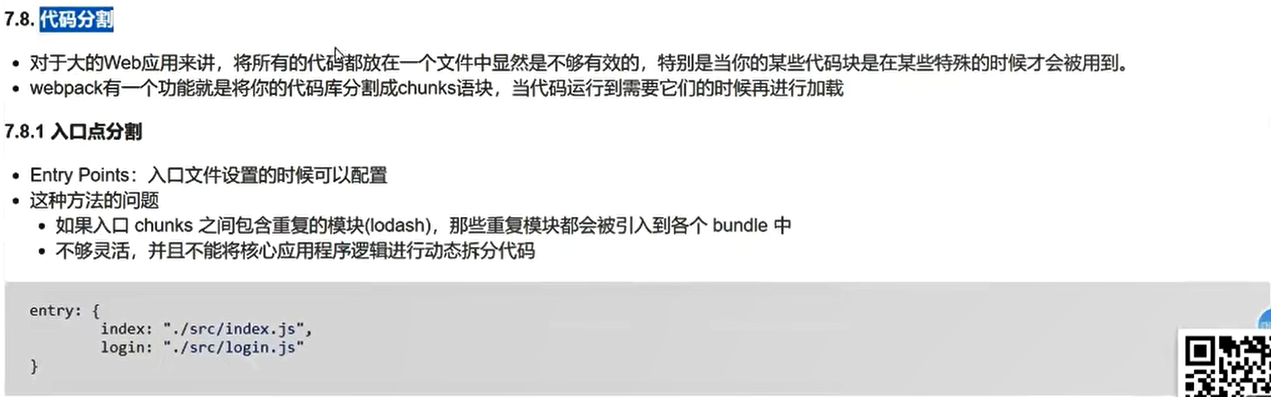 7.8. 代码分割
对于大的Web应用来讲，将所有的代码都放在一个文件中显然是不够有效的，特别是当你的某些代码块是在某些特殊的时候才会被用到。
webpack有一个功能就是将你的代码库分割成chunks语块，当代码运行到需要它们的时候再进行加载
7.8.1 入口点分割
Entry Points：入口文件设置的时候可以配置
这种方法的问题
如果入口 chunks 之间包含重复的模块(lodash)，那些重复模块都会被引入到各个 bundle 中
不够灵活，并且不能将核心应用程序逻辑进行动态拆分代码
entry: {
index: "./src/index.js",
login: "./src/login.js"
}